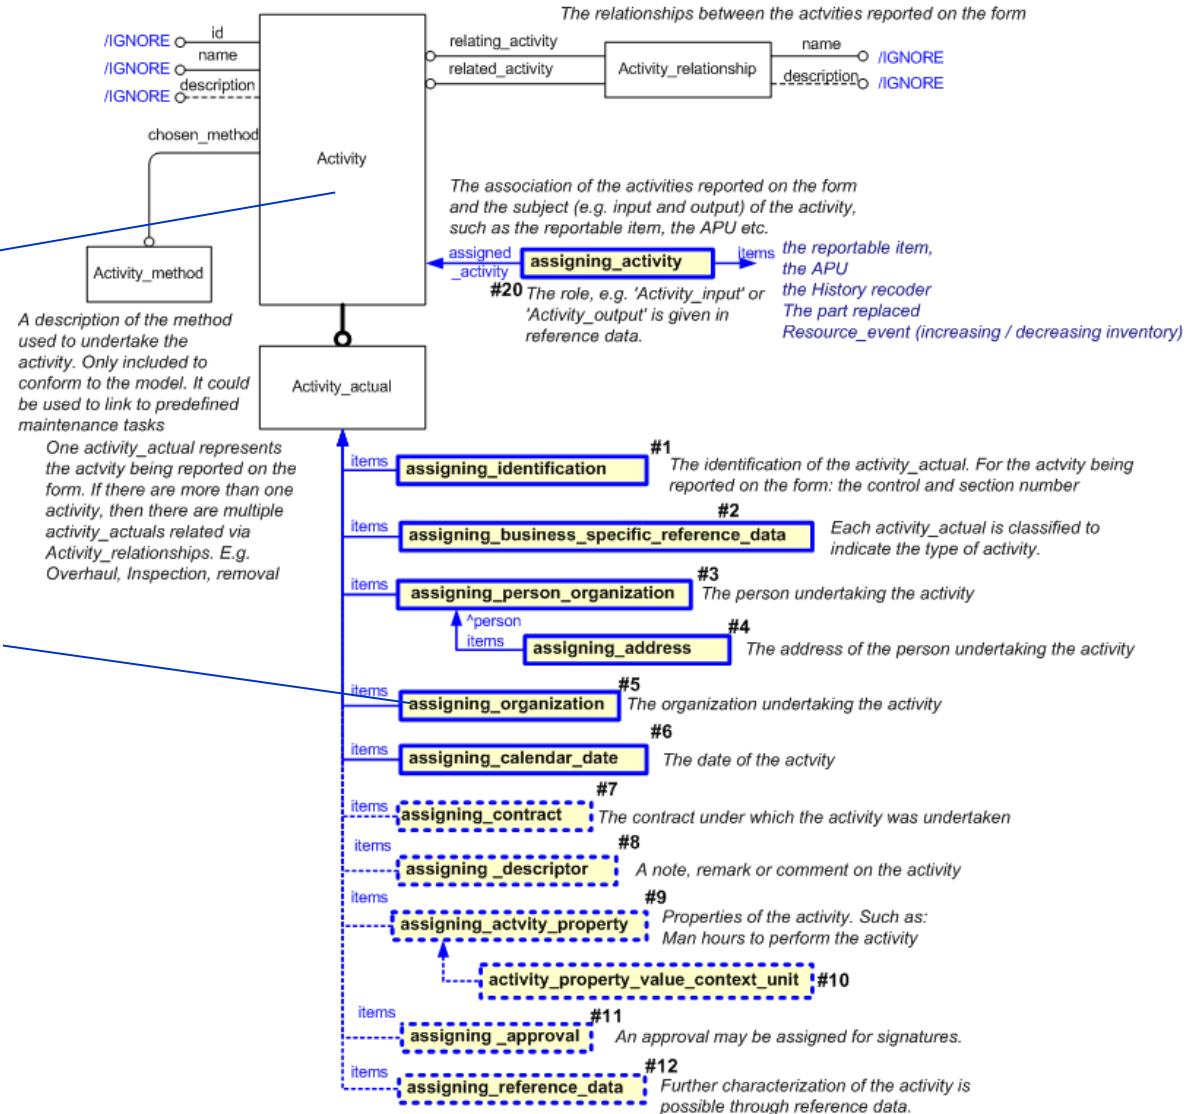 The relationships between the actvities reported on the form
/IGNORE
id
/IGNORE
name
/IGNORE
description
relating_activity
related_activity
Activity_relationship
name
/IGNORE
description
/IGNORE
chosen_method
Activity
Activity_method
The association of the activities reported on the form
and the subject (e.g. input and output) of the activity,
such as the reportable item, the APU etc.
assigned
_activity
assigning_activity
items
the reportable item,
the APU
the History recoder
The part replaced
Resource_event (increasing / decreasing inventory)
#20
The role, e.g. 'Activity_input' or
'Activity_output' is given in
reference data.
A description of the method
used to undertake the
activity. Only included to
conform to the model. It could
be used to link to predefined
maintenance tasks
Activity_actual
One activity_actual represents
the actvity being reported on the
form. If there are more than one
activity, then there are multiple
activity_actuals related via
Activity_relationships. E.g.
Overhaul, Inspection, removal
items
assigning_identification
#1
The identification of the activity_actual. For the actvity being
reported on the form: the control and section number
items
assigning_business_specific_reference_data
#2
Each activity_actual is classified to
indicate the type of activity.
items
assigning_person_organization
#3
The person undertaking the activity
^person
items
assigning_address
#4
The address of the person undertaking the activity
items
assigning_organization
#5
The organization undertaking the activity
items
assigning_calendar_date
#6
The date of the actvity
items
assigning_contract
#7
The contract under which the activity was undertaken
items
assigning _descriptor
#8
A note, remark or comment on the activity
items
assigning_actvity_property
#9
Properties of the activity. Such as:
Man hours to perform the activity
activity_property_value_context_unit
#10
items
assigning _approval
#11
An approval may be assigned for signatures.
items
assigning_reference_data
#12
Further characterization of the activity is
possible through reference data.